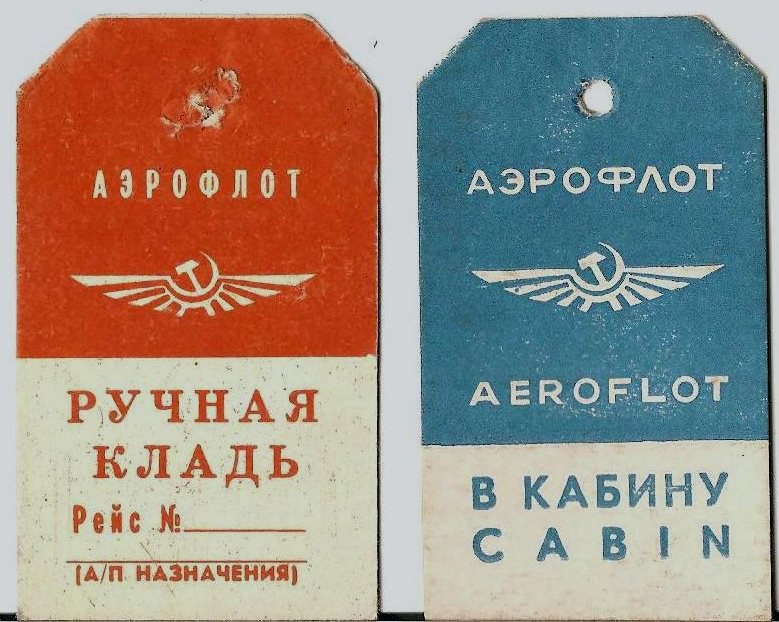 АЭРОФЛОТ
РУЧНАЯ
КЛАДЬ
Рейс №
(А/П НАЗНАЧЕНИЯ)
АЭРОФЛОТ
AEROFLOT
В КАБИНУ
CABIN